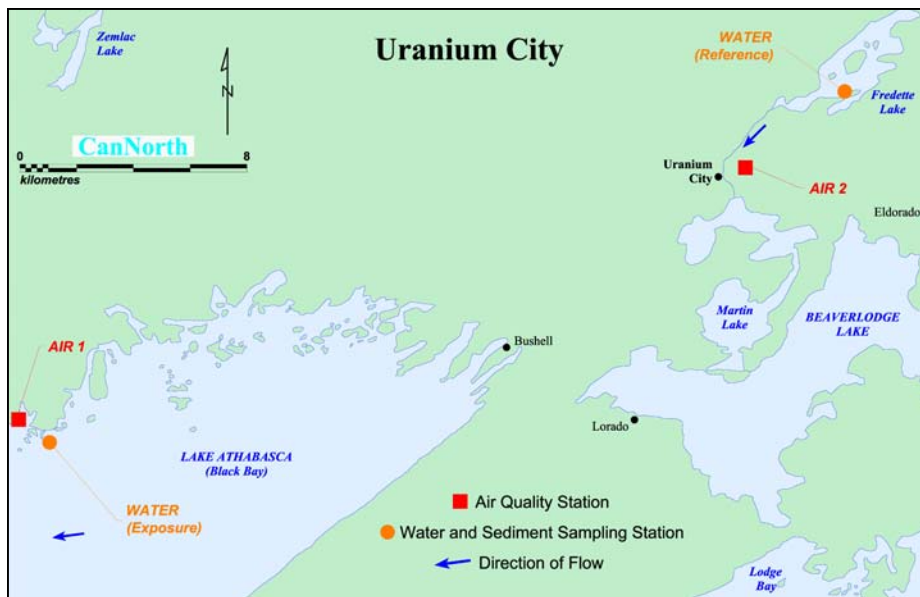 Zemlac
Lake
Uranium City
WATER
(Reference)
Fredette
Lake
N
CanNorth
0
8
kilometres
Uranium
City
AIR 2
Eldorado
Martin
Lake
BEAVERLODGE
LAKE
AIR 1
Bushell
Lorado
LAKE ATHABASCA
(Black Bay)
WATER
(Exposure)
Air Quality Station
Water and Sediment Sampling Station
Direction of Flow
Lodge
Bay